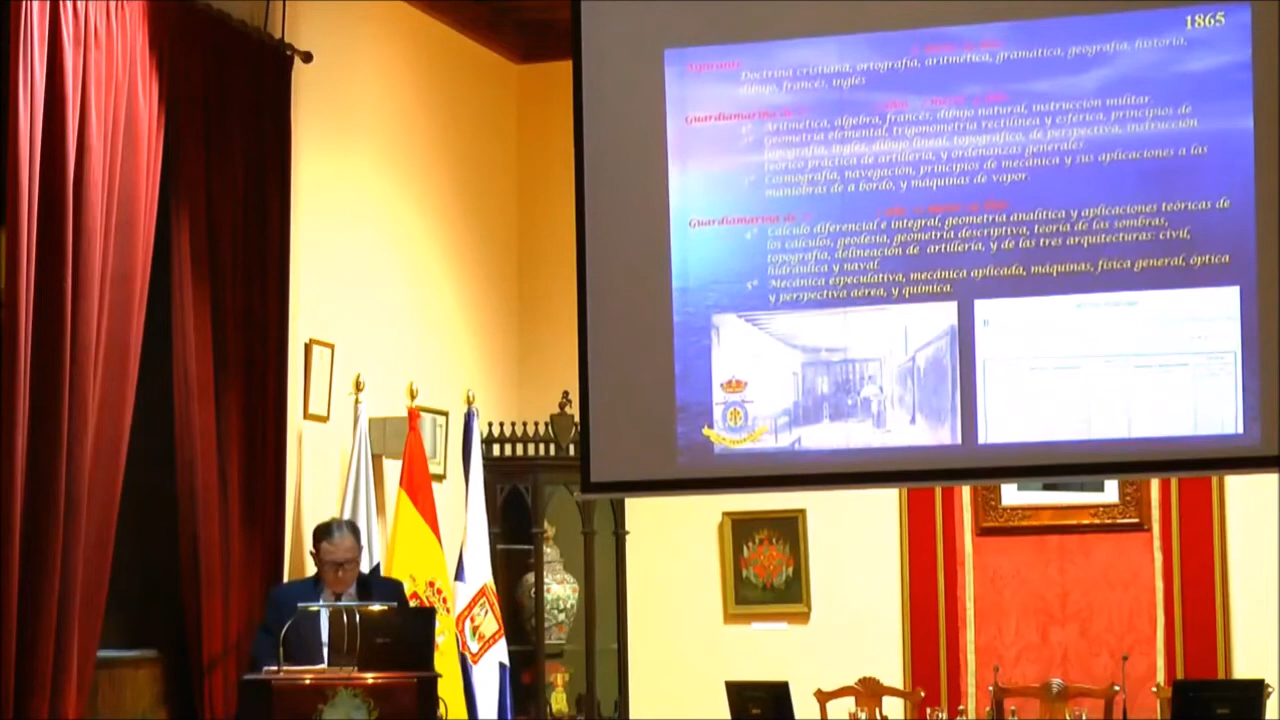 1865
Aspirante
Doctrina cristiana, ortografía, aritmética, gramática, geografía, historia,
dibujo, francés, inglés
Guardiamarina de
1º Aritmética, álgebra, francés, dibujo natural, instrucción militar.
2º Geometría elemental, trigonometría rectilínea y esférica, principios de
topografía, inglés, dibujo lineal, topográfico, de perspectiva, instrucción
teórico práctica de artillería, y ordenanzas generales.
3º Cosmografía, navegación, principios de mecánica y sus aplicaciones a las
maniobras de a bordo, y máquinas de vapor.
Guardiamarina de
4º Cálculo diferencial e integral, geometría analítica y aplicaciones teóricas de
los cálculos, geodesia, geometría descriptiva, teoría de las sombras,
topografía, delineación de artillería, y de las tres arquitecturas: civil,
hidráulica y naval.
5º Mecánica especulativa, mecánica aplicada, máquinas, física general, óptica
y perspectiva aérea, y química.